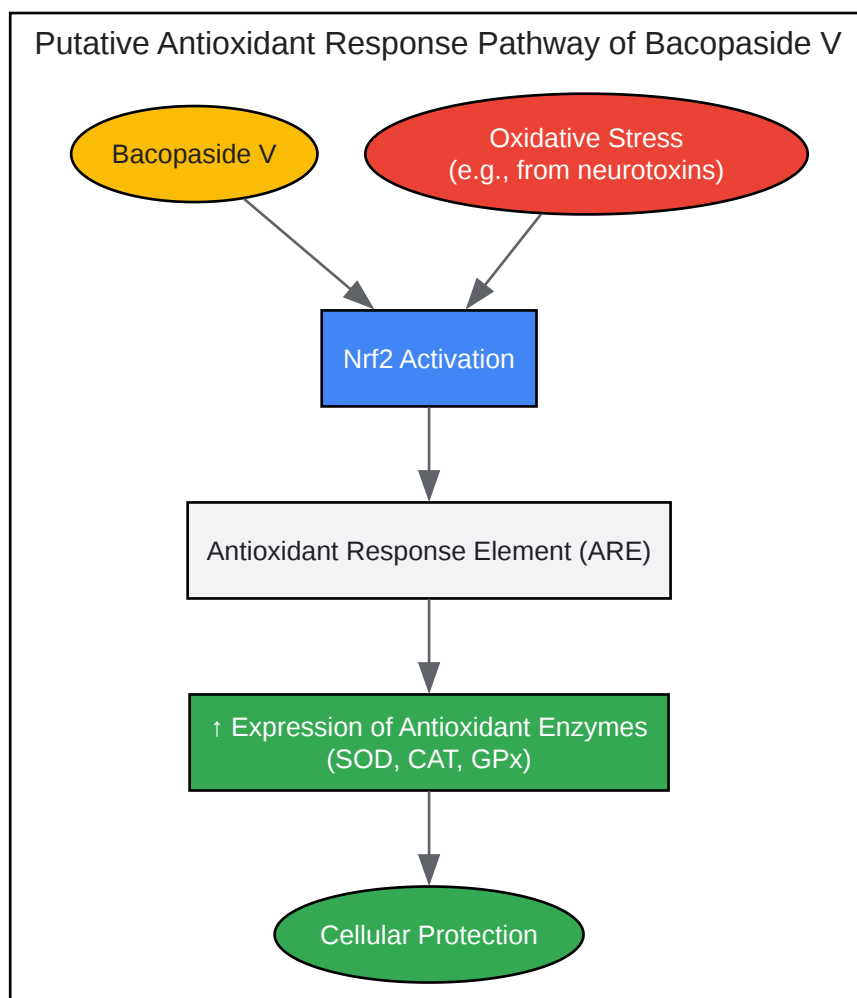 Putative Antioxidant Response Pathway of Bacopaside V
Bacopaside V
Oxidative Stress
(e.g., from neurotoxins)
Nrf2 Activation
Antioxidant Response Element (ARE)
↑ Expression of Antioxidant Enzymes
(SOD, CAT, GPx)
Cellular Protection